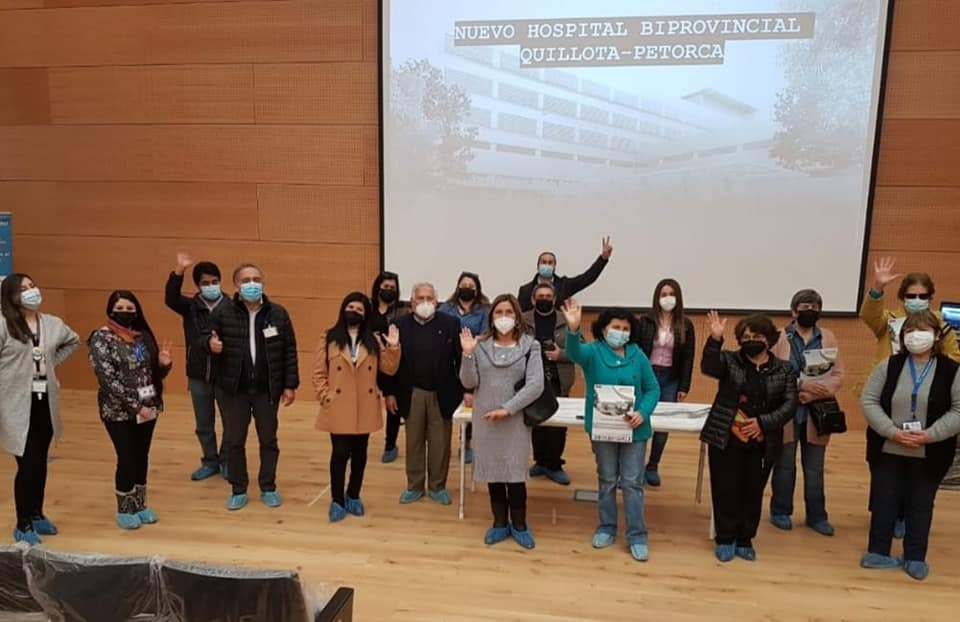 NUEVO HOSPITAL BIPROVINCIAL
QUILLOTA-PETORCA